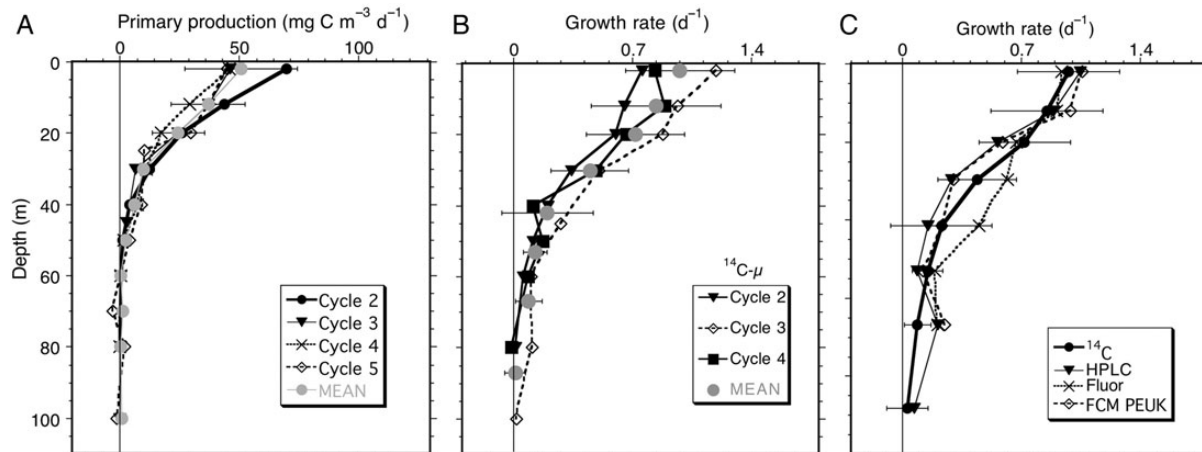 A
Primary production (mg C m⁻³ d⁻¹)
0 50 100
Depth (m)
0
20
40
60
80
100
Cycle 2
Cycle 3
Cycle 4
Cycle 5
MEAN
B
Growth rate (d⁻¹)
0 0.7 1.4
¹⁴C-μ
Cycle 2
Cycle 3
Cycle 4
MEAN
C
Growth rate (d⁻¹)
0 0.7 1.4
¹⁴C
HPLC
Fluor
FCM PEUK